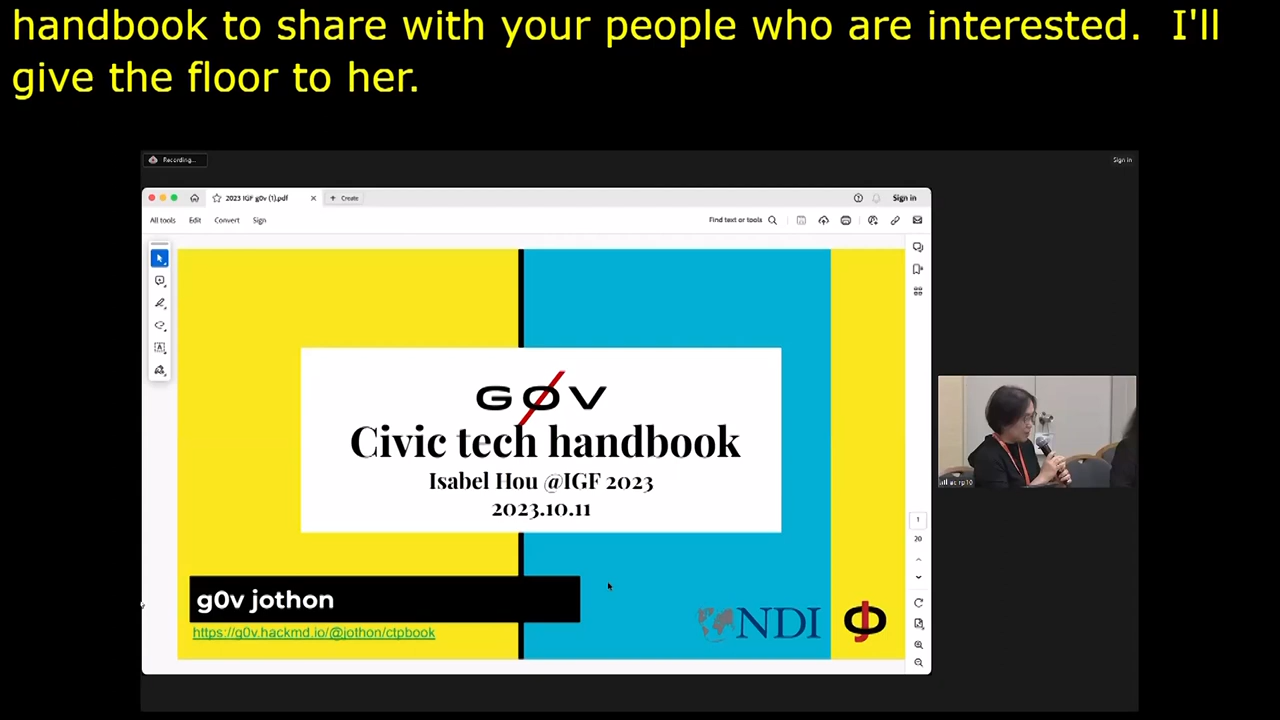 handbook to share with your people who are interested.  I'll
give the floor to her.
Recording...
Sign in
2023 IGF g0v (1).pdf
Create
Sign in
All tools Edit Convert Sign
Find text or tools
GØV
Civic tech handbook
Isabel Hou @IGF 2023
2023.10.11
g0v jothon
https://g0v.hackmd.io/@jothon/ctpbook
NDI
1
20